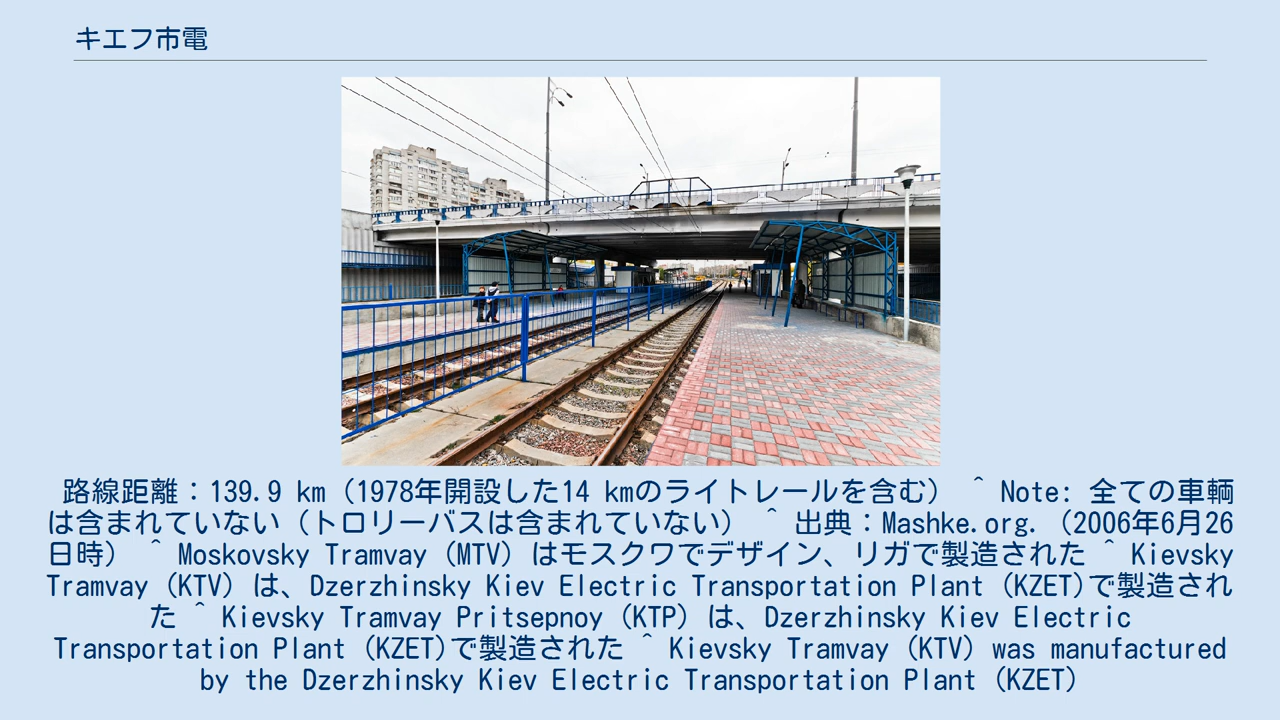 キエフ市電
路線距離：139.9 km（1978年開設した14 kmのライトレールを含む） ^ Note: 全ての車輌
は含まれていない（トロリーバスは含まれていない） ^ 出典：Mashke.org.（2006年6月26
日時） ^ Moskovsky Tramvay（MTV）はモスクワでデザイン、リガで製造された ^ Kievsky
Tramvay（KTV）は、Dzerzhinsky Kiev Electric Transportation Plant（KZET)で製造され
た ^ Kievsky Tramvay Pritsepnoy（KTP）は、Dzerzhinsky Kiev Electric
Transportation Plant（KZET)で製造された ^ Kievsky Tramvay（KTV）was manufactured
by the Dzerzhinsky Kiev Electric Transportation Plant（KZET）